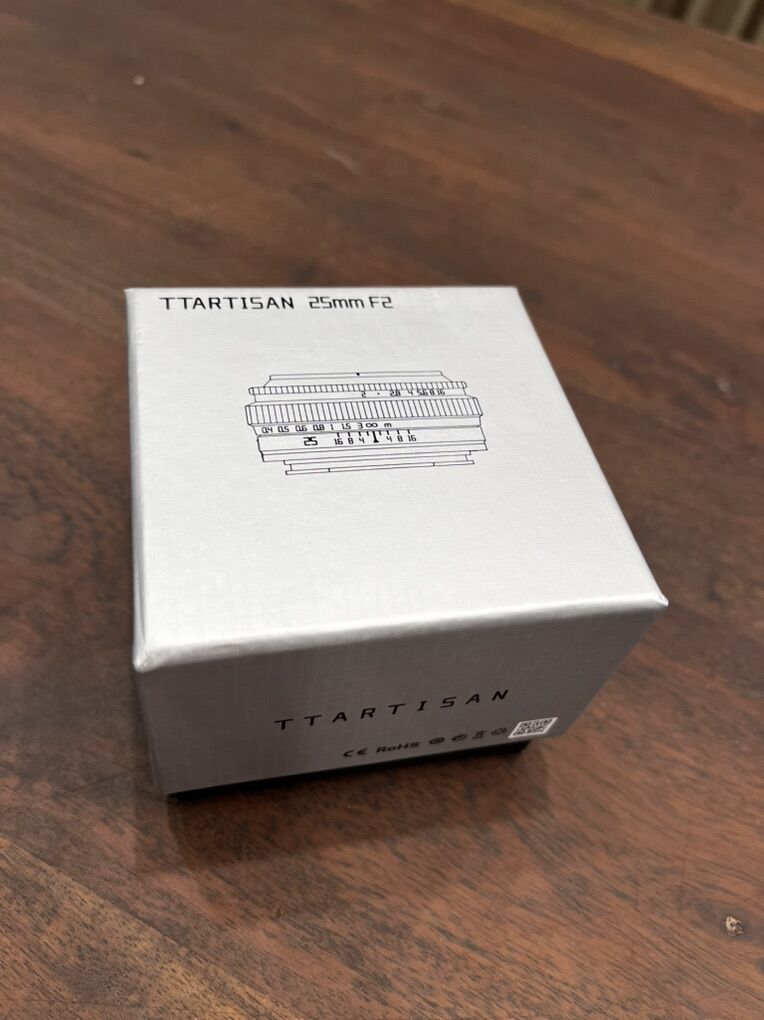 TTARTISAN 25mm F2
2 · 2.8 4 5.6 8 16
0.4 0.5 0.6 0.8 1 1.5 3 ∞ m
25 16 8 4 4 8 16
TTARTISAN
CE RoHS